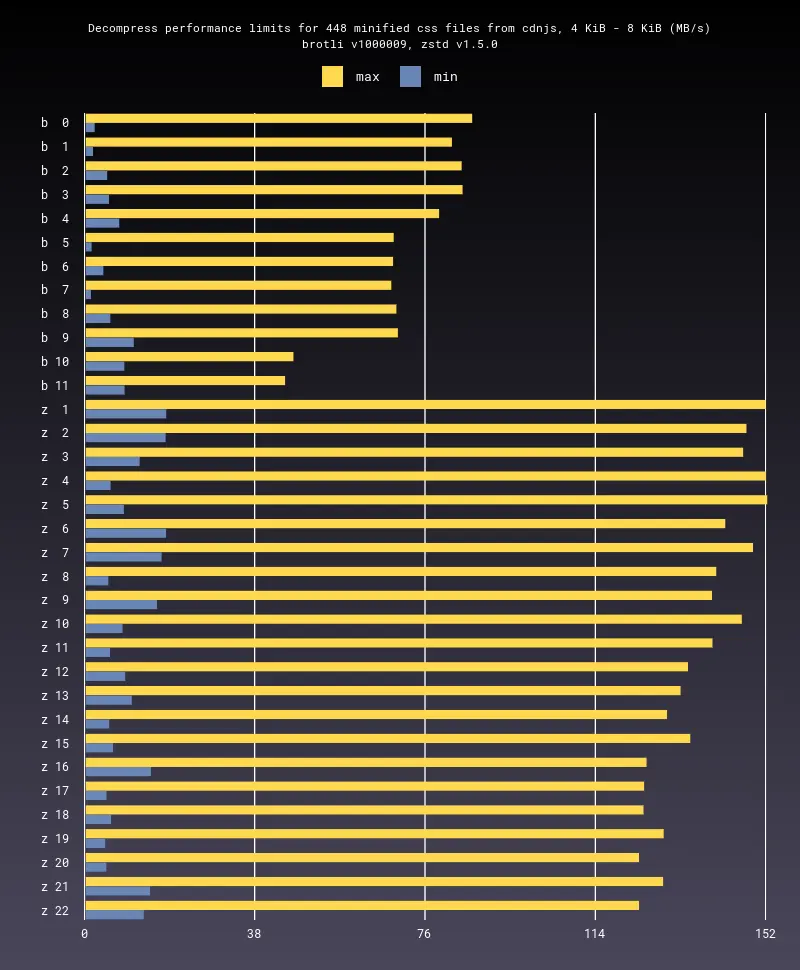 Decompress performance limits for 448 minified css files from cdnjs, 4 KiB - 8 KiB (MB/s)
brotli v1000009, zstd v1.5.0
max min
b 0
b 1
b 2
b 3
b 4
b 5
b 6
b 7
b 8
b 9
b 10
b 11
z 1
z 2
z 3
z 4
z 5
z 6
z 7
z 8
z 9
z 10
z 11
z 12
z 13
z 14
z 15
z 16
z 17
z 18
z 19
z 20
z 21
z 22
0 38 76 114 152